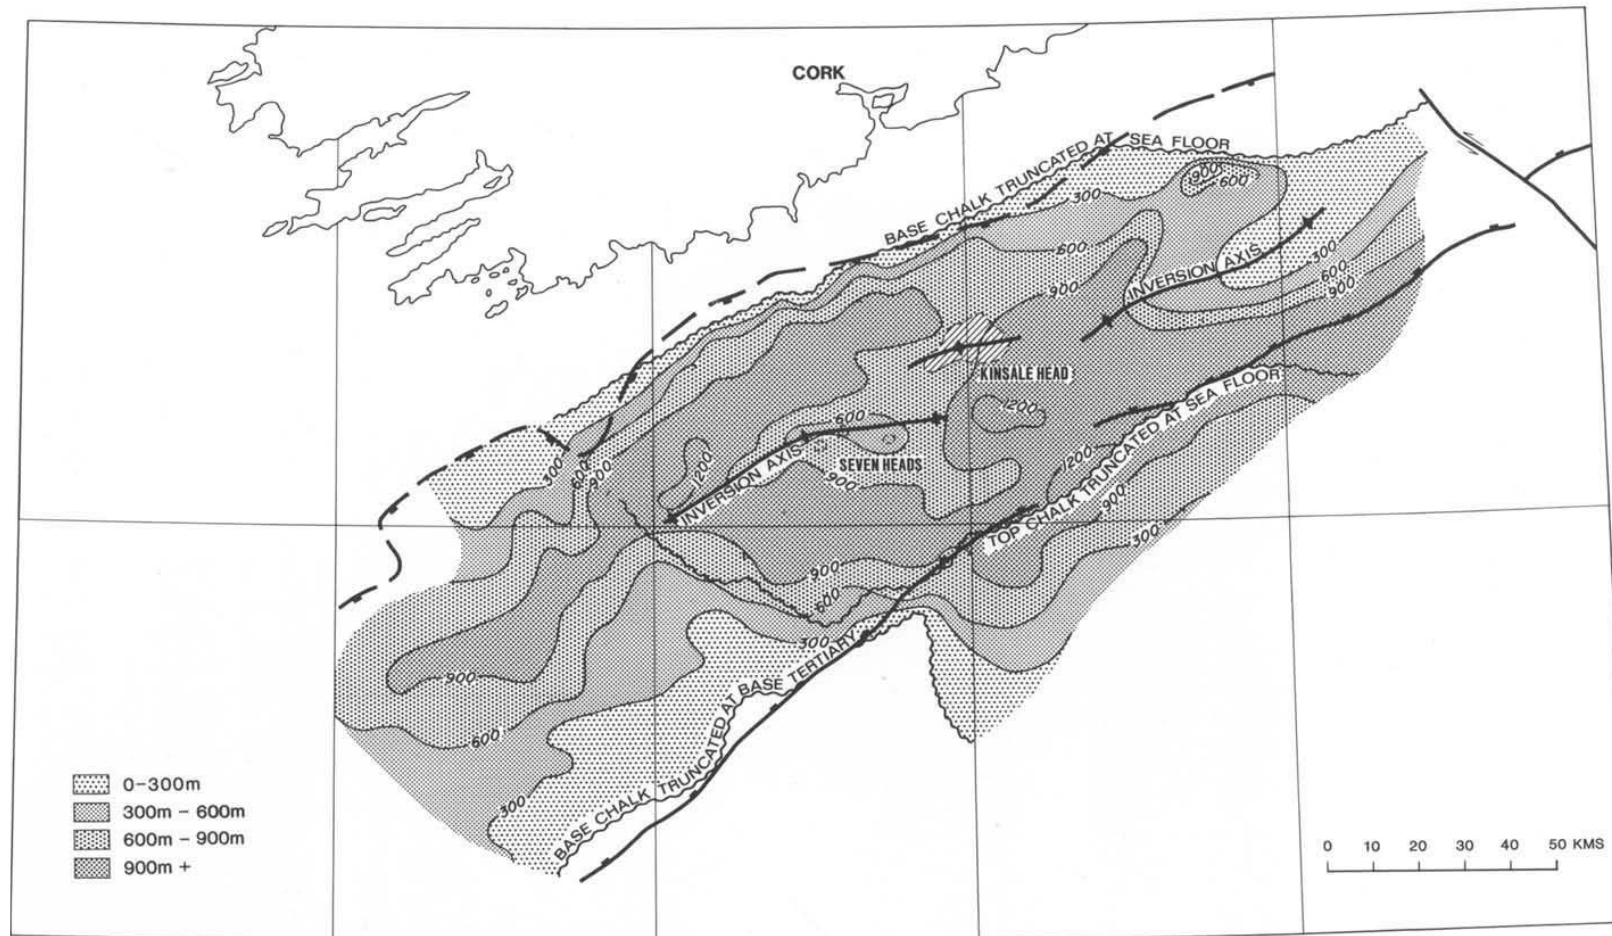 CORK
BASE CHALK TRUNCATED AT SEA FLOOR
900
600
300
600
INVERSION AXIS
300
600
900
900
KINSALE HEAD
1200
600
TOP CHALK TRUNCATED AT SEA FLOOR
1200
INVERSION AXIS
SEVEN HEADS
900
1200
300
600
900
900
300
900
600
300
900
600
BASE CHALK TRUNCATED AT BASE TERTIARY
300
0-300m
300m - 600m
600m - 900m
900m +
0 10 20 30 40 50 KMS